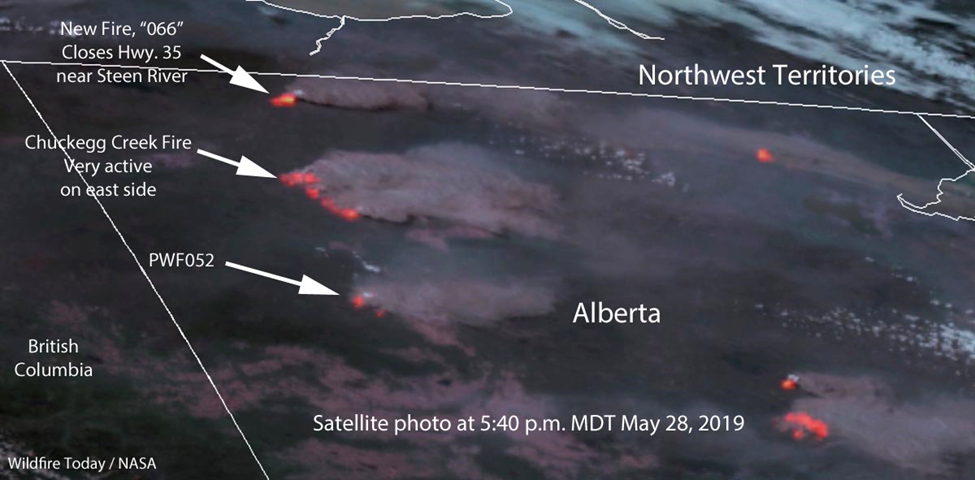 New Fire, “066”
Closes Hwy. 35
near Steen River
Northwest Territories
Chuckegg Creek Fire
Very active
on east side
PWF052
Alberta
British
Columbia
Satellite photo at 5:40 p.m. MDT May 28, 2019
Wildfire Today / NASA